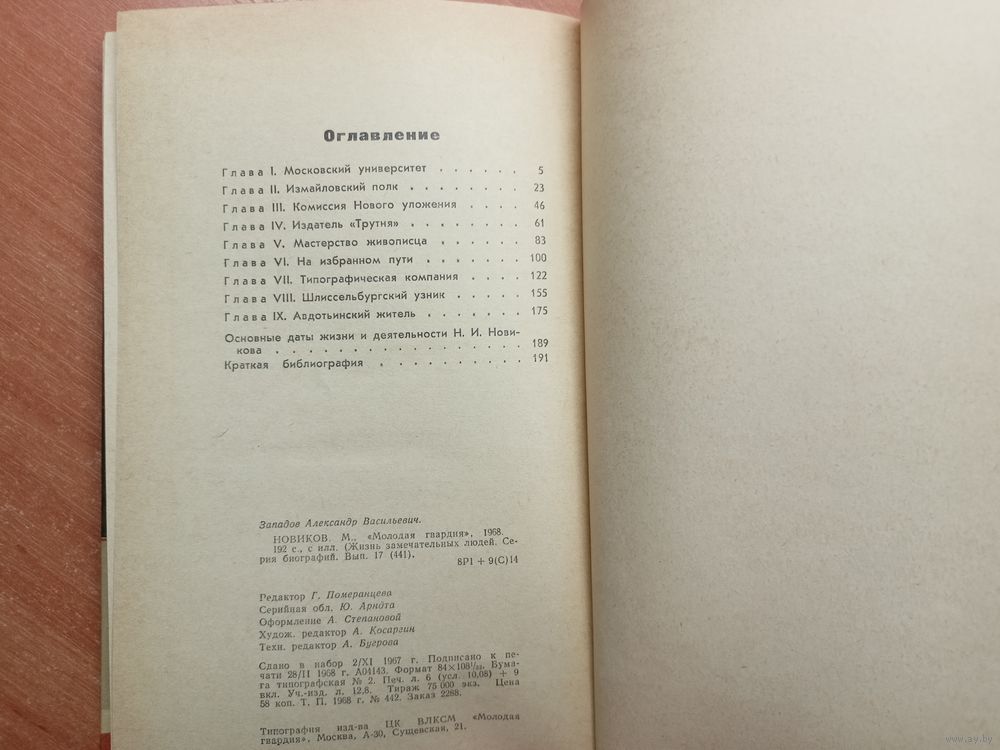 Оглавление
Глава I. Московский университет . . . . . . 5
Глава II. Измайловский полк . . . . . . . 23
Глава III. Комиссия Нового уложения . . . . 46
Глава IV. Издатель «Трутня» . . . . . . . 61
Глава V. Мастерство живописца . . . . . 83
Глава VI. На избранном пути . . . . . . . 100
Глава VII. Типографическая компания . . . . 122
Глава VIII. Шлиссельбургский узник . . . . . 155
Глава IX. Авдотьинский житель . . . . . . 175
Основные даты жизни и деятельности Н. И. Нови-
кова . . . . . . . . . . . . . . . 189
Краткая библиография . . . . . . . . . 191
Западов Александр Васильевич.
НОВИКОВ. М., «Молодая гвардия», 1968.
192 с., с илл. (Жизнь замечательных людей. Се-
рия биографий. Вып. 17 (441).
8Р1 + 9(С)14
Редактор Г. Померанцева
Серийная обл. Ю. Арндта
Оформление А. Степановой
Худож. редактор А. Косаргин
Техн. редактор А. Бугрова
Сдано в набор 2/XI 1967 г. Подписано к пе-
чати 28/II 1968 г. А04143. Формат 84×108 1/32. Бума-
га типографская № 2. Печ. л. 6 (усл. 10,08) + 9
вкл. Уч.-изд. л. 12,8. Тираж 75 000 экз. Цена
58 коп. Т. П. 1968 г. № 442. Заказ 2288.
Типография изд-ва ЦК ВЛКСМ «Молодая
гвардия», Москва, А-30, Сущевская, 21.
www.ay.by